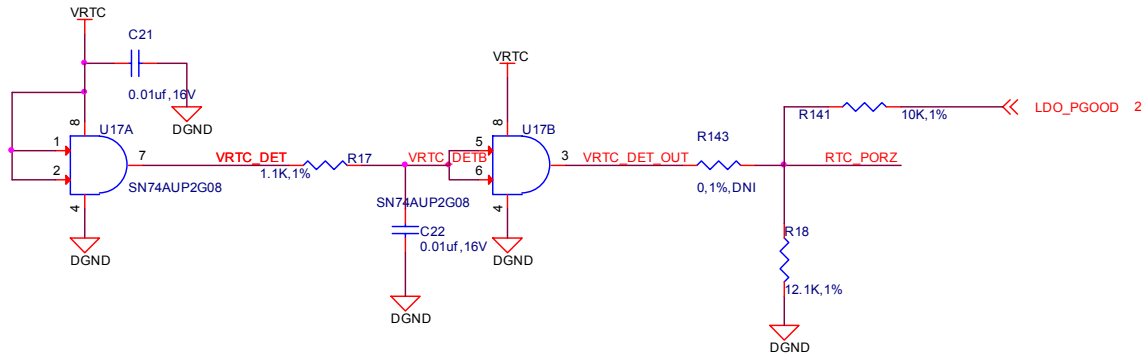 VRTC
C21
0.01uf,16V
DGND
8
U17A
1
2
7
4
SN74AUP2G08
DGND
VRTC_DET
R17
1.1K,1%
VRTC_DETB
SN74AUP2G08
C22
0.01uf,16V
DGND
VRTC
8
U17B
5
6
3
4
DGND
VRTC_DET_OUT
R143
0,1%,DNI
R141
10K,1%
LDO_PGOOD 2
RTC_PORZ
R18
12.1K,1%
DGND